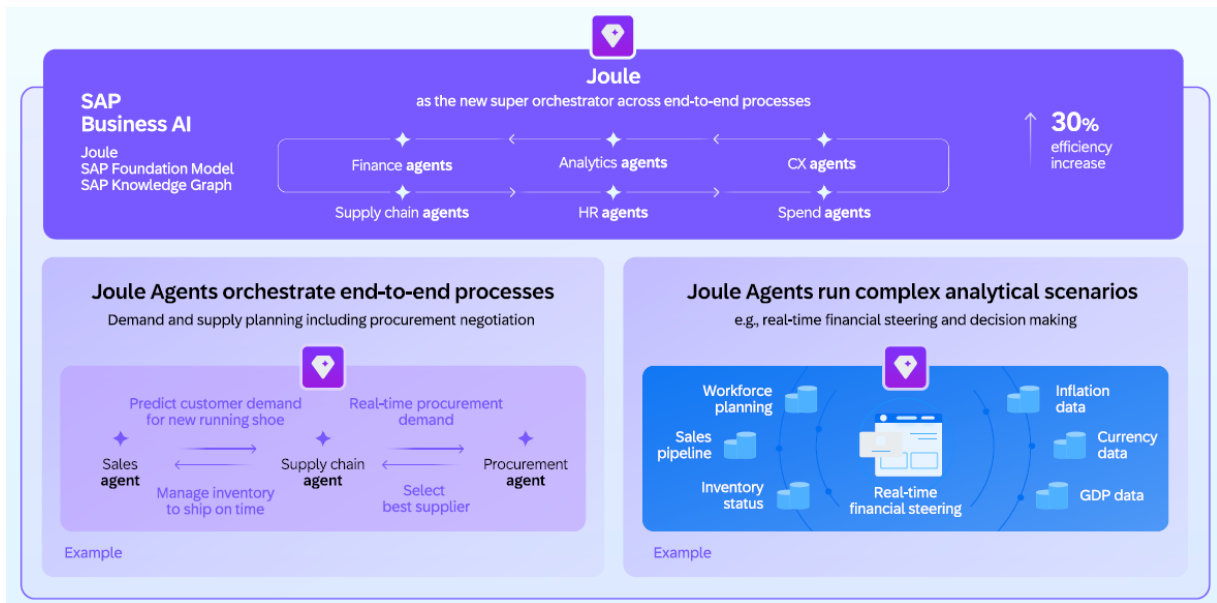 Joule
as the new super orchestrator across end-to-end processes
SAP
Business AI
Joule
SAP Foundation Model
SAP Knowledge Graph
Finance agents
Analytics agents
CX agents
Supply chain agents
HR agents
Spend agents
30%
efficiency
increase
Joule Agents orchestrate end-to-end processes
Demand and supply planning including procurement negotiation
Predict customer demand
for new running shoe
Real-time procurement
demand
Sales
agent
Supply chain
agent
Procurement
agent
Manage inventory
to ship on time
Select
best supplier
Example
Joule Agents run complex analytical scenarios
e.g., real-time financial steering and decision making
Workforce
planning
Sales
pipeline
Inventory
status
Real-time
financial steering
Inflation
data
Currency
data
GDP data
Example